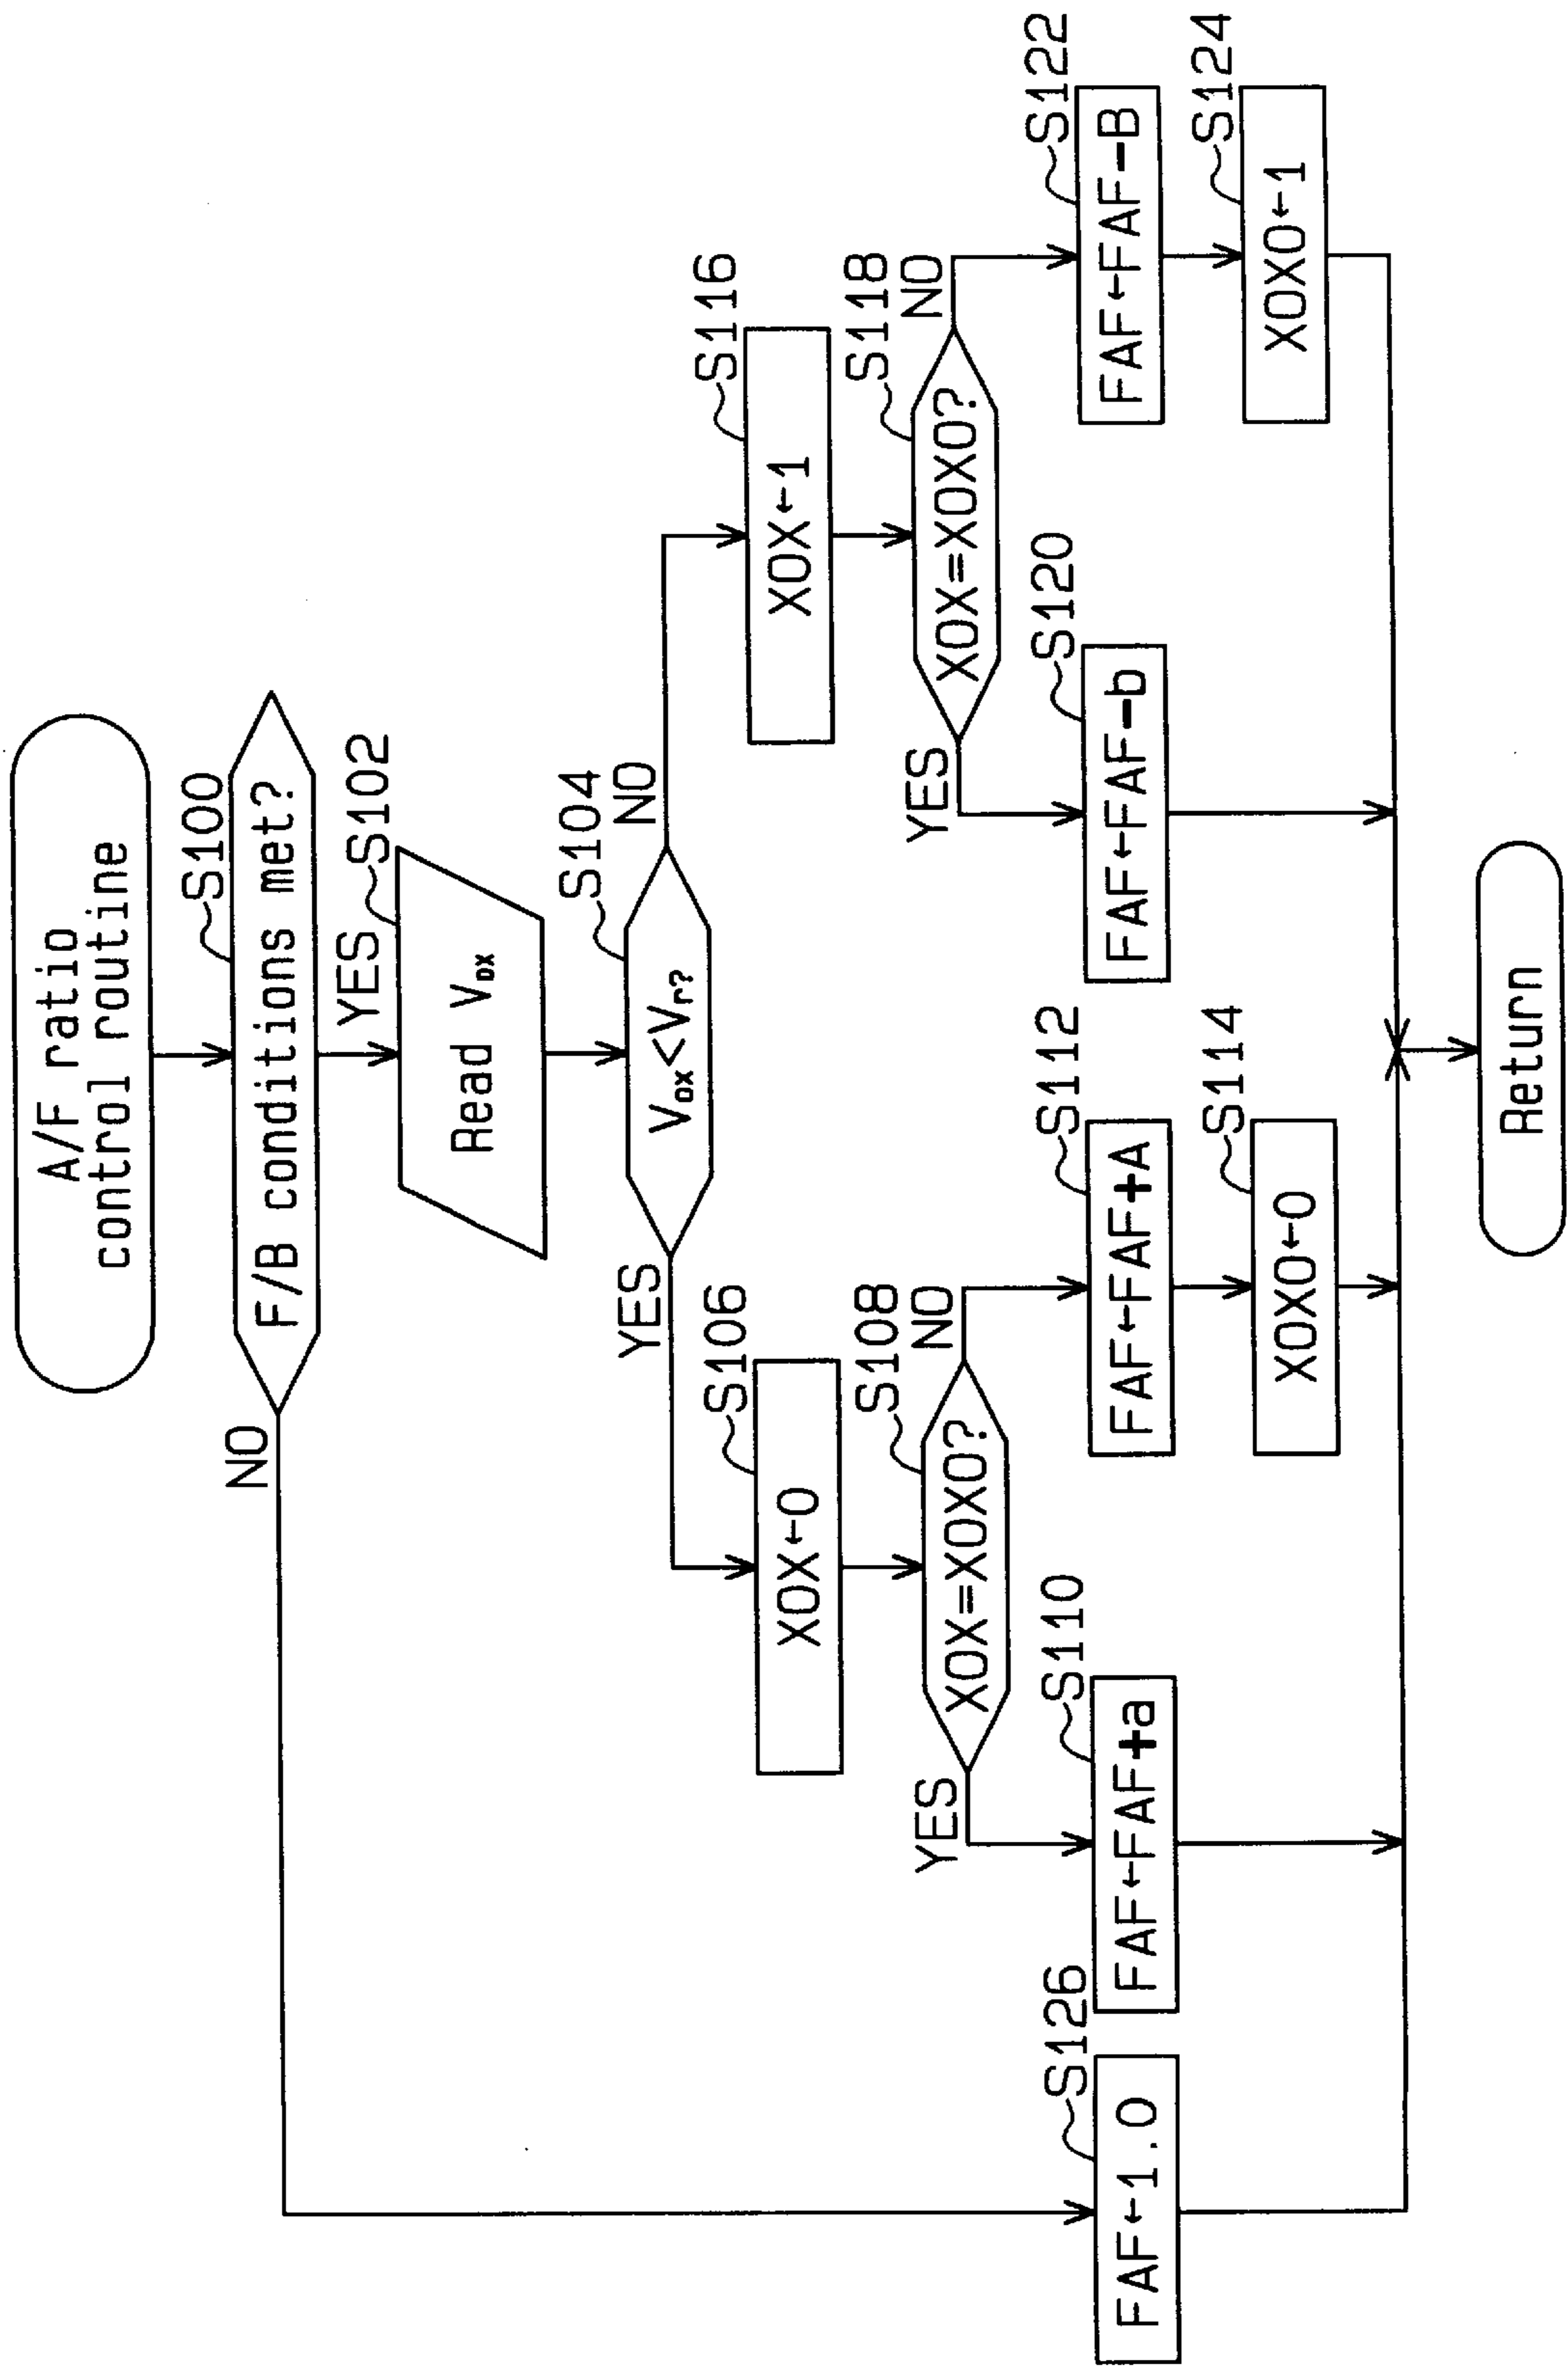 A/F ratio
control routine
S100
F/B conditions met?
NO
YES
S102
Read Vox
S104
Vox<Vr?
YES
NO
S106
XOX←0
S108
XOX=XOXO?
YES
NO
S110
FAF←FAF+a
S112
FAF←FAF+A
S114
XOXO←0
S116
XOX←1
S118
XOX=XOXO?
YES
NO
S120
FAF←FAF-b
S122
FAF←FAF-B
S124
XOXO←1
S126
FAF←1.0
Return